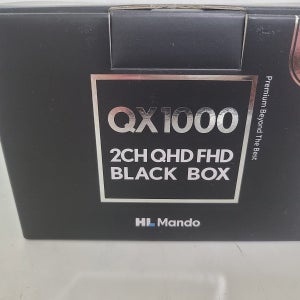 QX1000
2CH QHD FHD
BLACK BOX
HL Mando
Premium Beyond The Best